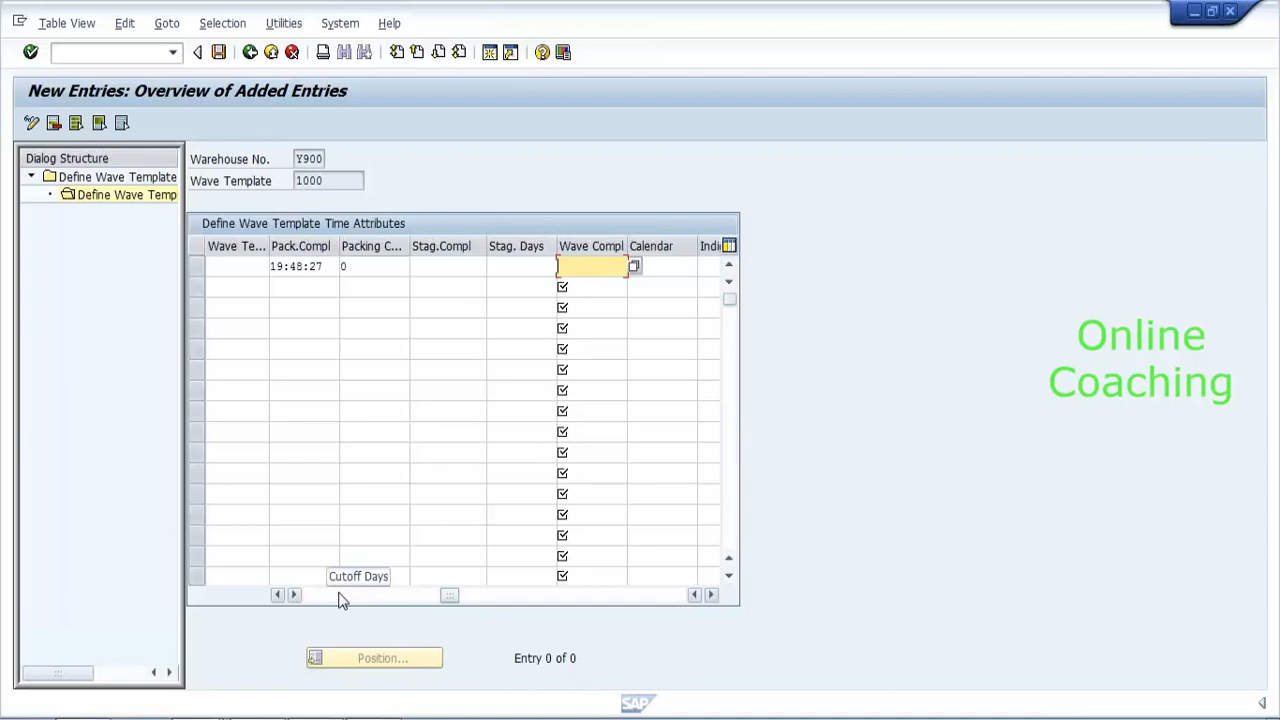 Table View Edit Goto Selection Utilities System Help
New Entries: Overview of Added Entries
Dialog Structure
Define Wave Template
Define Wave Temp
Warehouse No. Y900
Wave Template 1000
Define Wave Template Time Attributes
Wave Te... Pack.Compl Packing C... Stag.Compl Stag. Days Wave Compl Calendar Indi
19:48:27 0
Online
Coaching
Cutoff Days
Position... Entry 0 of 0
SAP